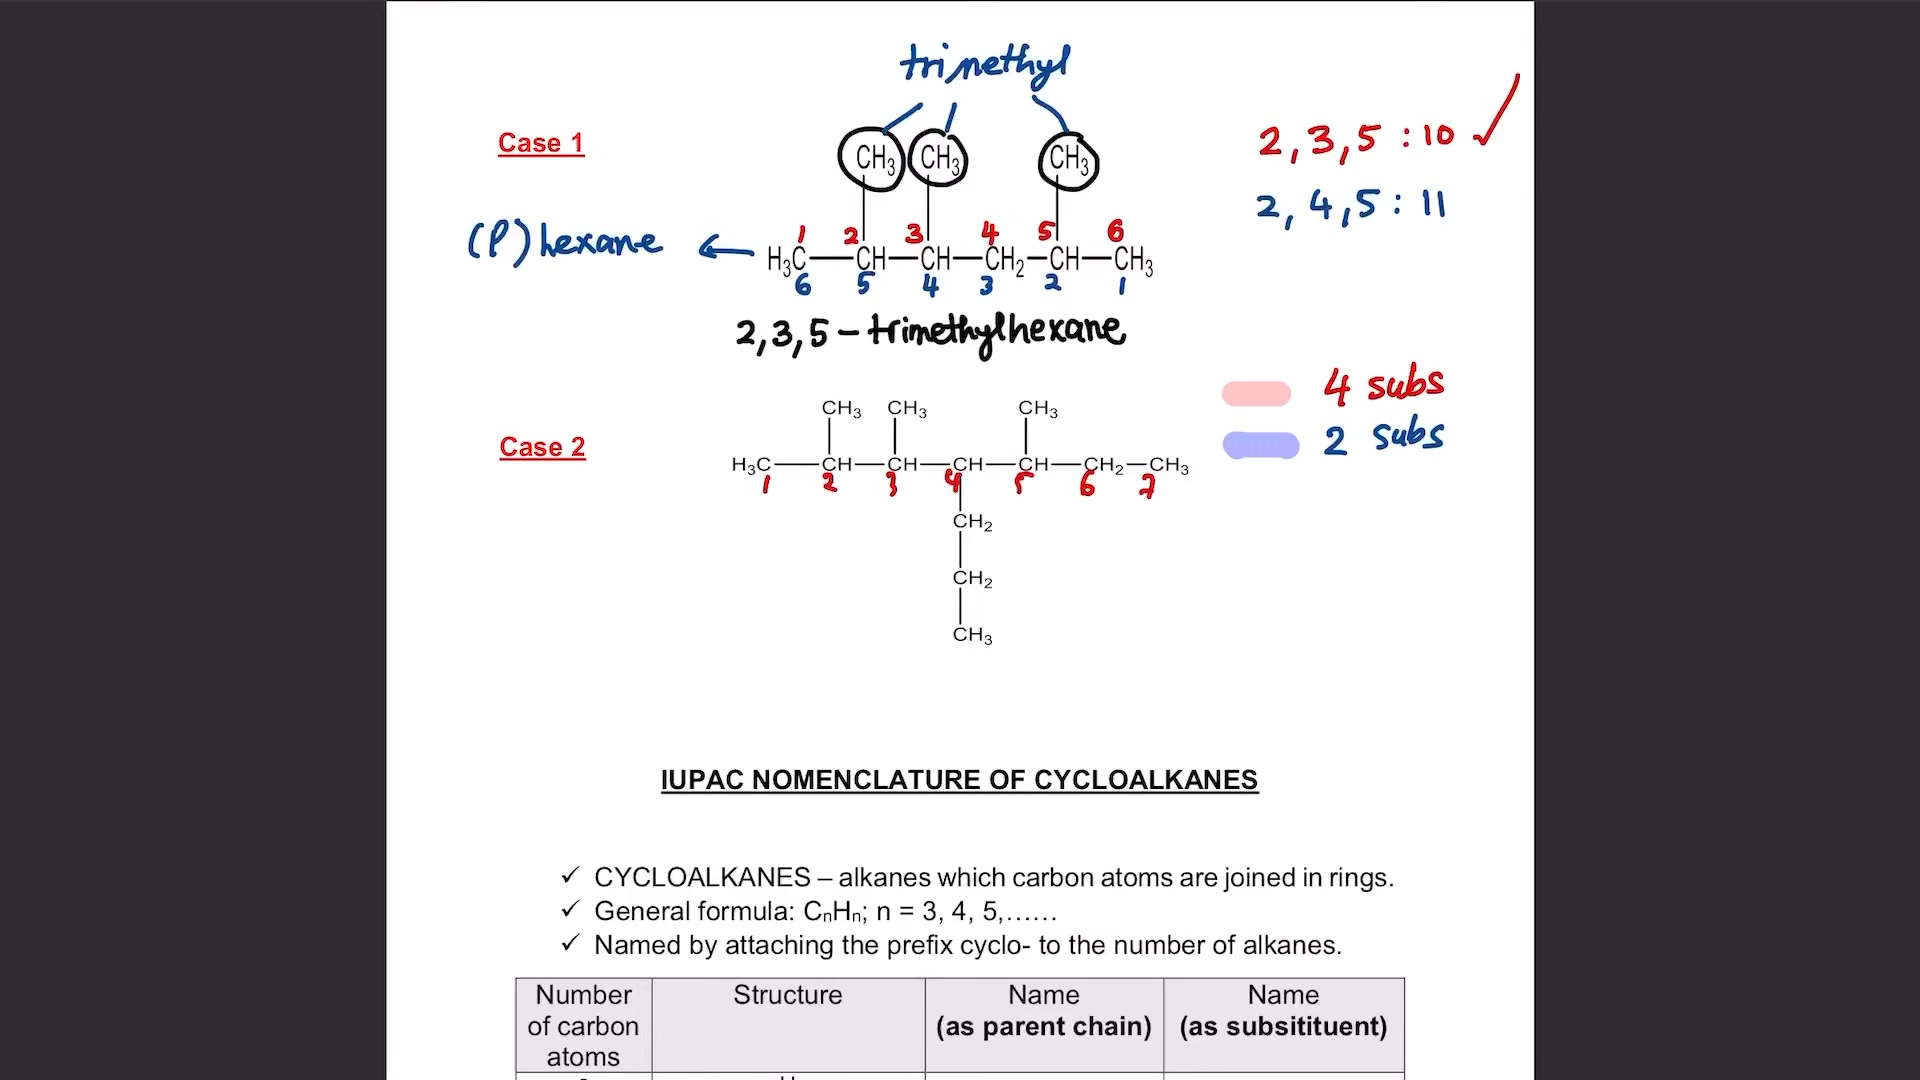 trimethyl
Case 1
CH₃ CH₃ CH₃
2, 3, 5 : 10 ✓
2, 4, 5 : 11
(P) hexane
1 2 3 4 5 6
H₃C—CH—CH—CH₂—CH—CH₃
6 5 4 3 2 1
2,3,5 – trimethylhexane
4 subs
2 subs
CH₃ CH₃ CH₃
Case 2
H₃C—CH—CH—CH—CH—CH₂—CH₃
1 2 3 4 5 6 7
CH₂
CH₂
CH₃
IUPAC NOMENCLATURE OF CYCLOALKANES
✓ CYCLOALKANES – alkanes which carbon atoms are joined in rings.
✓ General formula: CₙHₙ; n = 3, 4, 5,……
✓ Named by attaching the prefix cyclo- to the number of alkanes.
Number of carbon atoms
Structure
Name
(as parent chain)
Name
(as subsitituent)